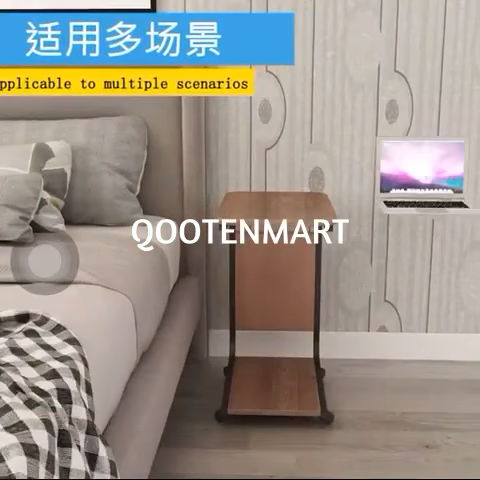 适用多场景
pplicable to multiple scenarios
QOOTENMART